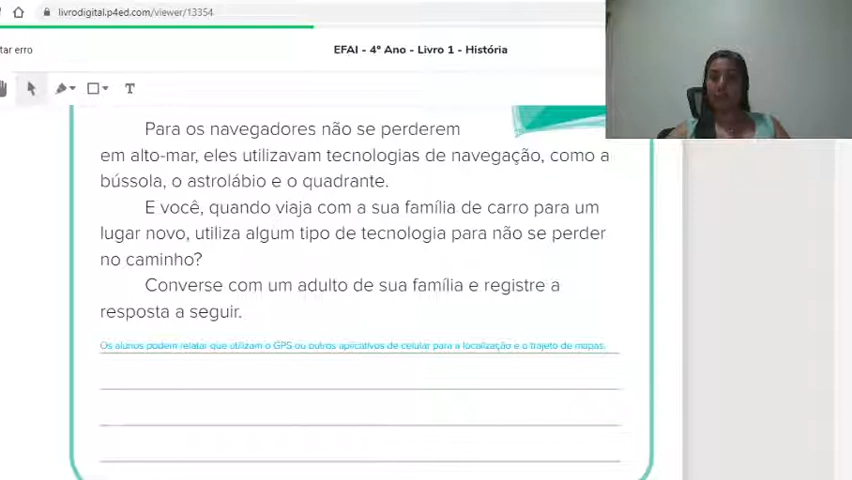 livrodigital.p4ed.com/viewer/13354
tar erro
EFAI - 4º Ano - Livro 1 - História
T
Para os navegadores não se perderem
em alto-mar, eles utilizavam tecnologias de navegação, como a
bússola, o astrolábio e o quadrante.
E você, quando viaja com a sua família de carro para um
lugar novo, utiliza algum tipo de tecnologia para não se perder
no caminho?
Converse com um adulto de sua família e registre a
resposta a seguir.
Os alunos podem relatar que utilizam o GPS ou outros aplicativos de celular para a localização e o trajeto de mapas.